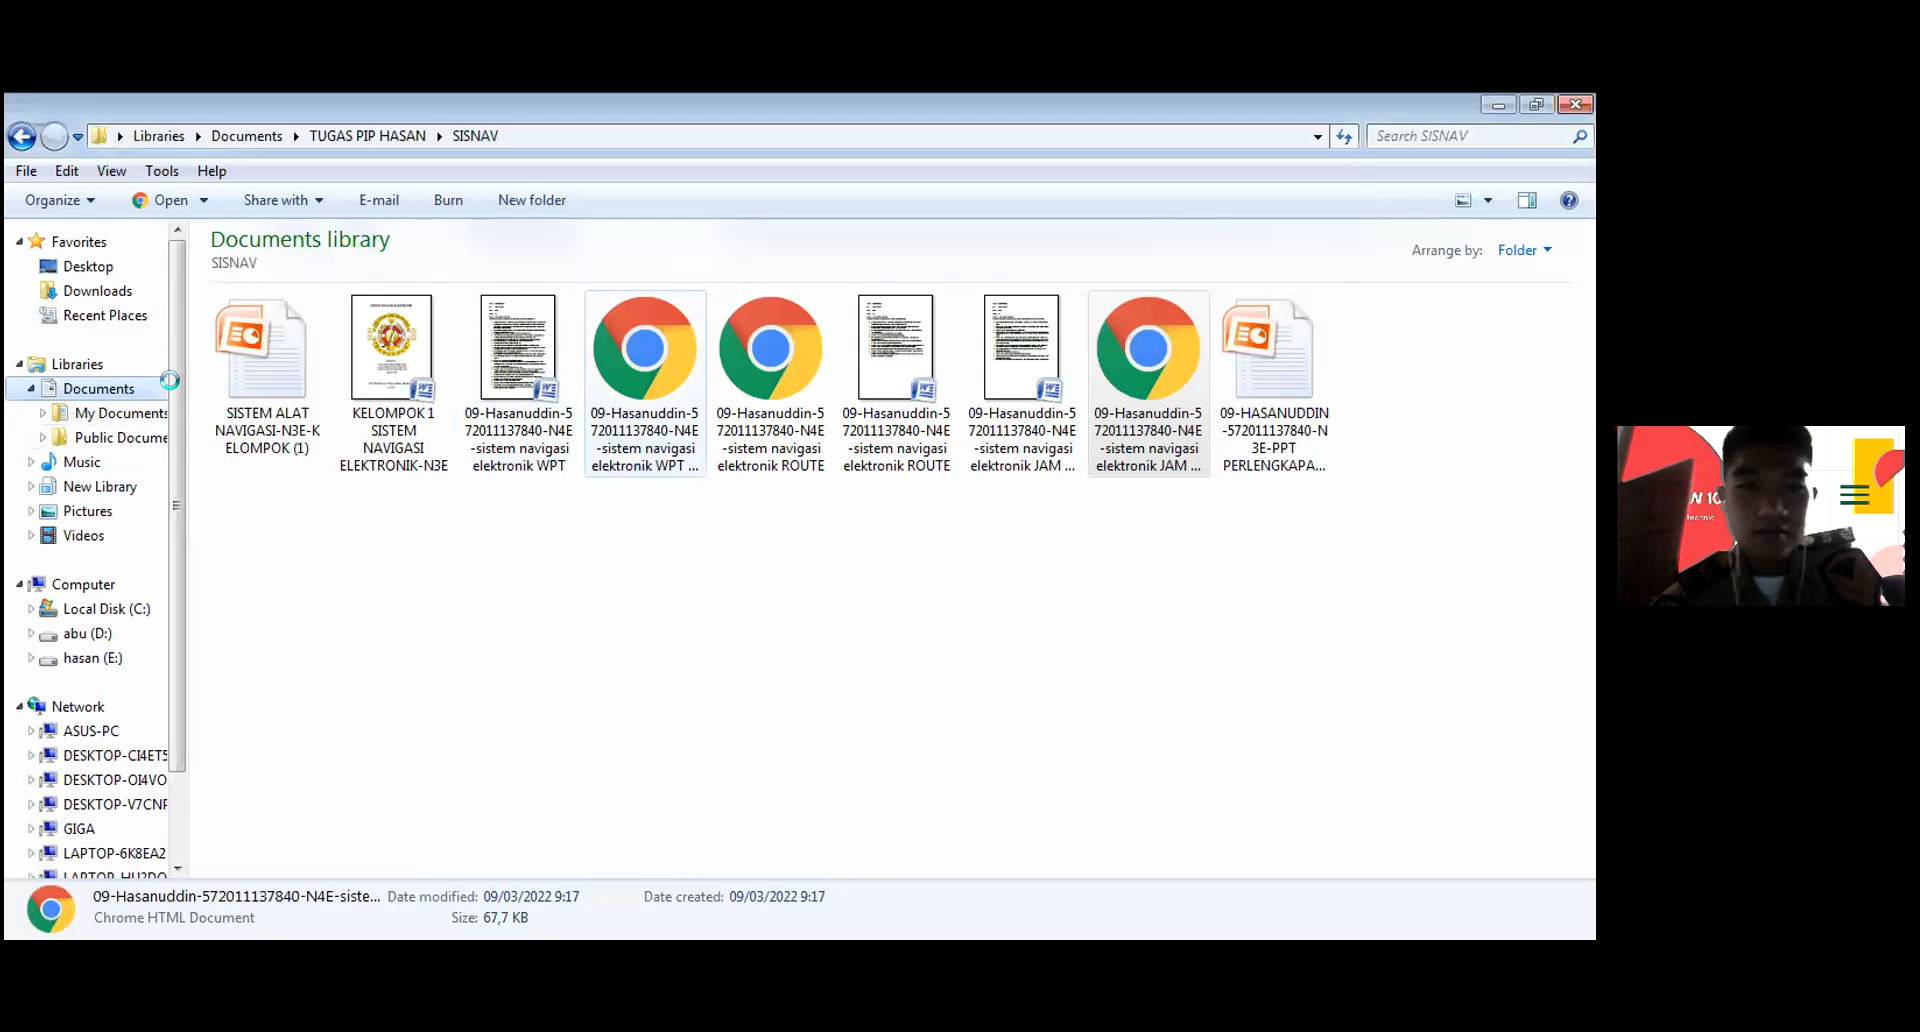 Libraries
Documents
TUGAS PIP HASAN
SISNAV
Search SISNAV
File Edit View Tools Help
Organize Open Share with E-mail Burn New folder
Documents library
SISNAV
Arrange by: Folder
Favorites
Desktop
Downloads
Recent Places
Libraries
Documents
My Documents
Public Docume
Music
New Library
Pictures
Videos
Computer
Local Disk (C:)
abu (D:)
hasan (E:)
Network
ASUS-PC
DESKTOP-CI4ET5
DESKTOP-OI4VO
DESKTOP-V7CNP
GIGA
LAPTOP-6K8EA2
SISTEM ALAT
NAVIGASI-N3E-K
ELOMPOK (1)
KELOMPOK 1
SISTEM
NAVIGASI
ELEKTRONIK-N3E
09-Hasanuddin-5
72011137840-N4E
-sistem navigasi
elektronik WPT
09-Hasanuddin-5
72011137840-N4E
-sistem navigasi
elektronik WPT ...
09-Hasanuddin-5
72011137840-N4E
-sistem navigasi
elektronik ROUTE
09-Hasanuddin-5
72011137840-N4E
-sistem navigasi
elektronik ROUTE
09-Hasanuddin-5
72011137840-N4E
-sistem navigasi
elektronik JAM ...
09-Hasanuddin-5
72011137840-N4E
-sistem navigasi
elektronik JAM ...
09-HASANUDDIN
-572011137840-N
3E-PPT
PERLENGKAPA...
09-Hasanuddin-572011137840-N4E-siste... Date modified: 09/03/2022 9:17 Date created: 09/03/2022 9:17
Chrome HTML Document Size: 67,7 KB